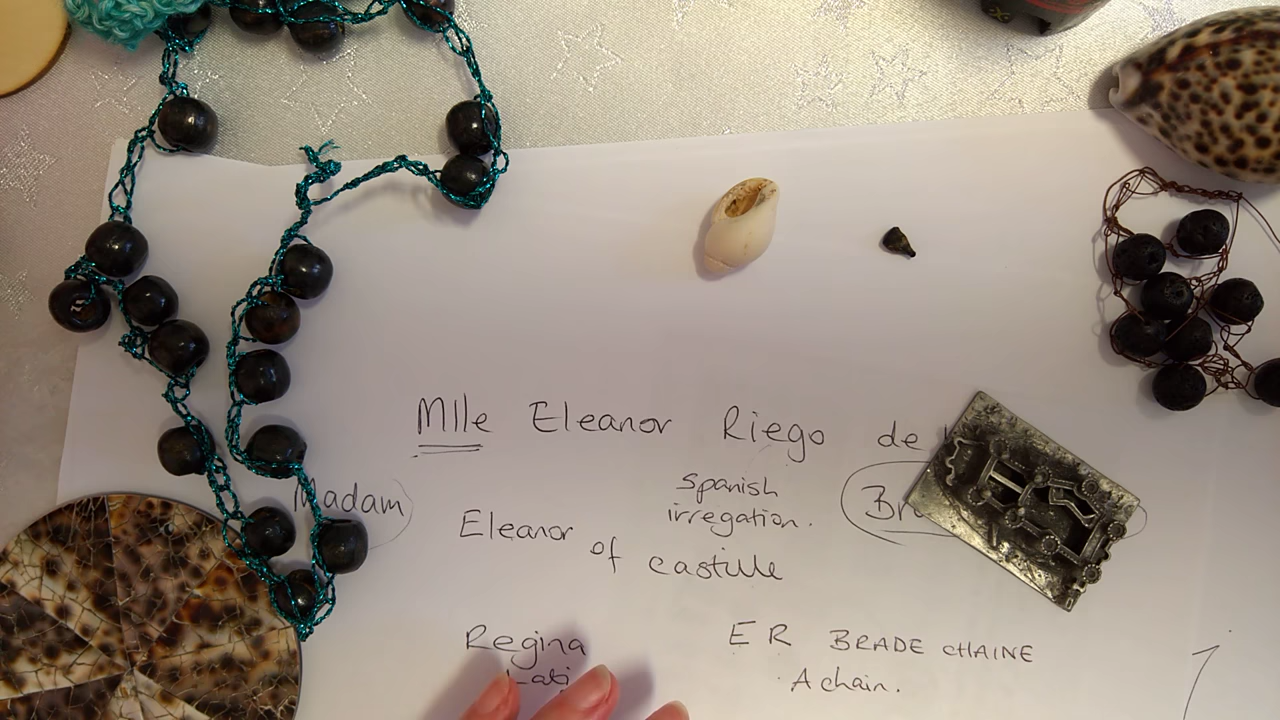 Mlle Eleanor Riego de
Madam
spanish
irregation.
Eleanor
of castille
Regina
E R BRADE CHAINE
A chain.